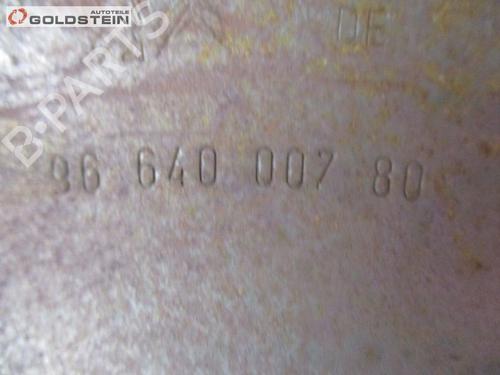 AUTOTEILE
GOLDSTEIN
DE
B-PARTS
96 640 007 80